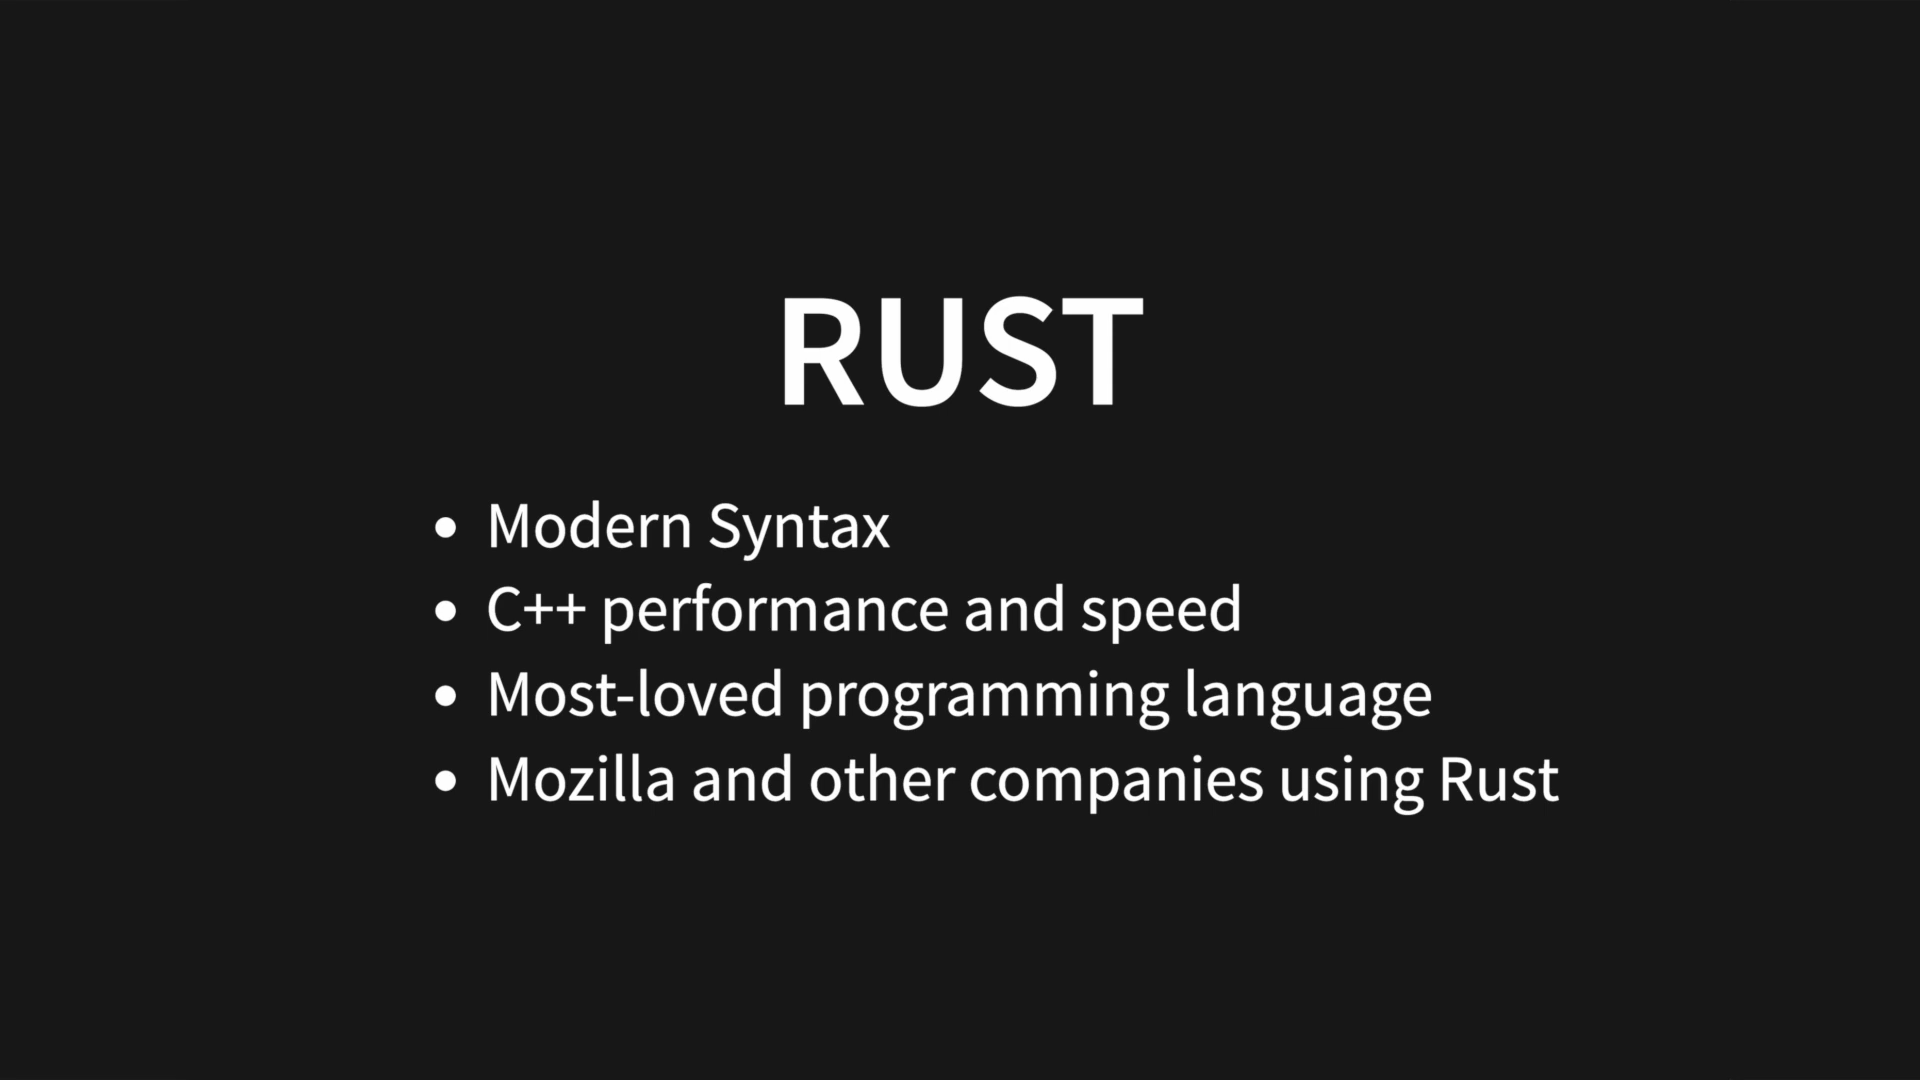 RUST
• Modern Syntax
• C++ performance and speed
• Most-loved programming language
• Mozilla and other companies using Rust